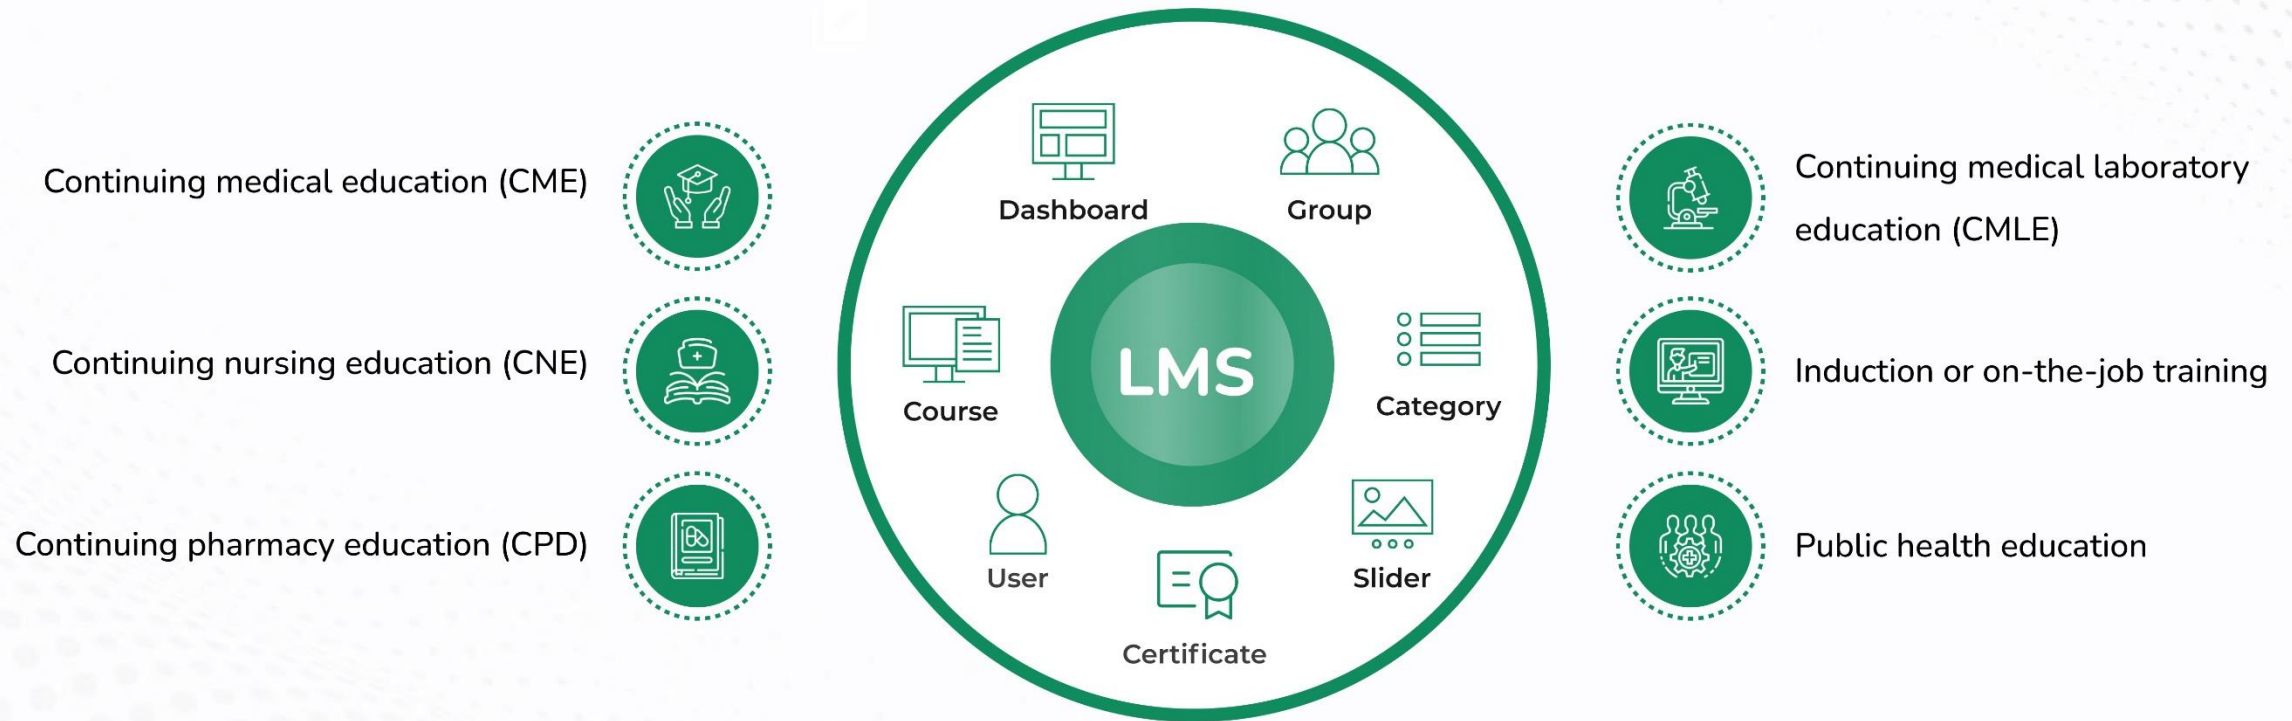 Continuing medical education (CME)
Continuing nursing education (CNE)
Continuing pharmacy education (CPD)
Dashboard
Group
Course
LMS
Category
User
Slider
Certificate
Continuing medical laboratory
education (CMLE)
Induction or on-the-job training
Public health education